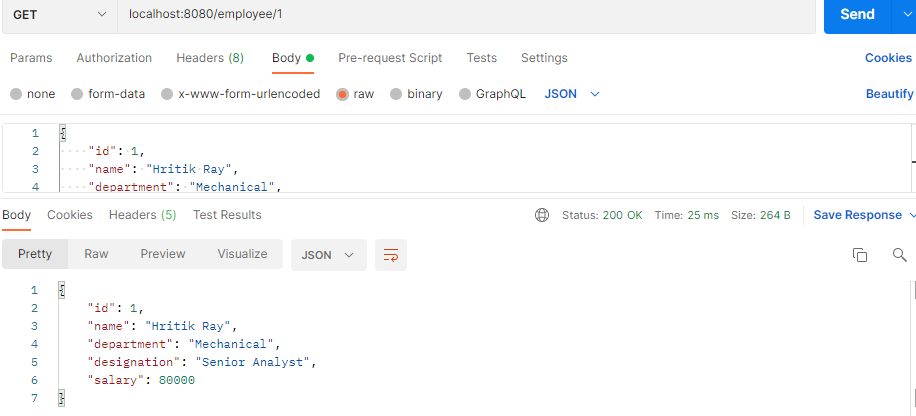 GET localhost:8080/employee/1 Send
Params Authorization Headers (8) Body Pre-request Script Tests Settings Cookies
none form-data x-www-form-urlencoded raw binary GraphQL JSON Beautify
1 {
2 "id": 1,
3 "name": "Hritik Ray",
4 "department": "Mechanical",
Body Cookies Headers (5) Test Results Status: 200 OK Time: 25 ms Size: 264 B Save Response
Pretty Raw Preview Visualize JSON
1 {
2 "id": 1,
3 "name": "Hritik Ray",
4 "department": "Mechanical",
5 "designation": "Senior Analyst",
6 "salary": 80000
7 }